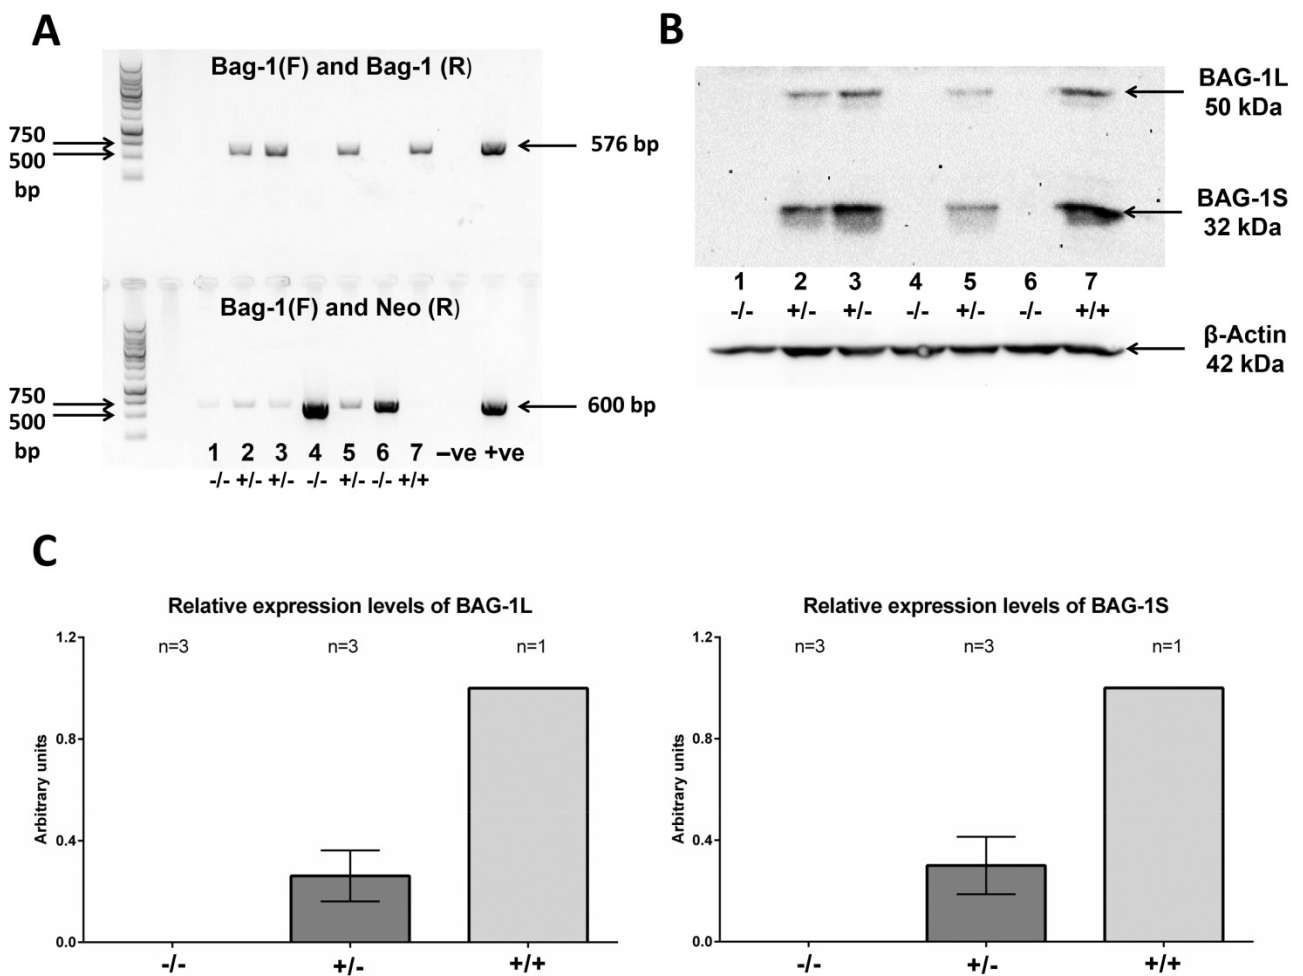 A
Bag-1(F) and Bag-1 (R)
750
500
bp
576 bp
Bag-1(F) and Neo (R)
750
500
bp
600 bp
1 2 3 4 5 6 7 –ve +ve
-/- +/- +/- -/- +/- -/- +/+
B
BAG-1L
50 kDa
BAG-1S
32 kDa
1 2 3 4 5 6 7
-/- +/- +/- -/- +/- -/- +/+
β-Actin
42 kDa
C
Relative expression levels of BAG-1L
n=3 n=3 n=1
Arbitrary units
1.2
0.8
0.4
0.0
-/- +/- +/+
Relative expression levels of BAG-1S
n=3 n=3 n=1
Arbitrary units
1.2
0.8
0.4
0.0
-/- +/- +/+